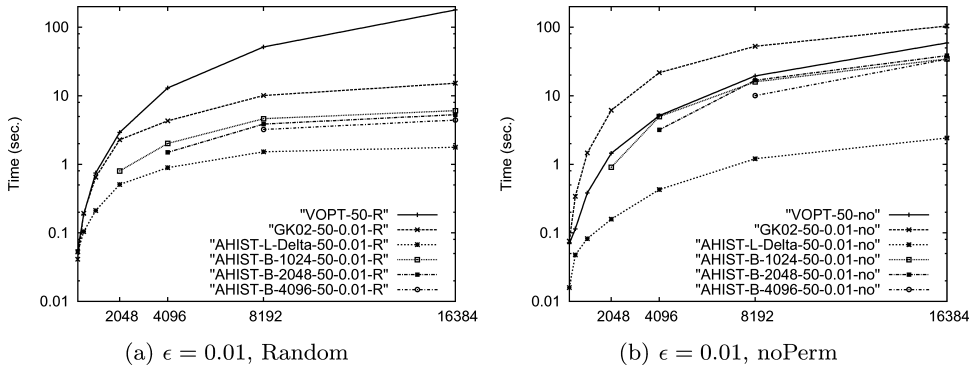 Time (sec.)
100
10
1
0.1
0.01
2048 4096 8192 16384
"VOPT-50-R"
"GK02-50-0.01-R"
"AHIST-L-Delta-50-0.01-R"
"AHIST-B-1024-50-0.01-R"
"AHIST-B-2048-50-0.01-R"
"AHIST-B-4096-50-0.01-R"
(a) ϵ = 0.01, Random
Time (sec.)
100
10
1
0.1
0.01
2048 4096 8192 16384
"VOPT-50-no"
"GK02-50-0.01-no"
"AHIST-L-Delta-50-0.01-no"
"AHIST-B-1024-50-0.01-no"
"AHIST-B-2048-50-0.01-no"
"AHIST-B-4096-50-0.01-no"
(b) ϵ = 0.01, noPerm